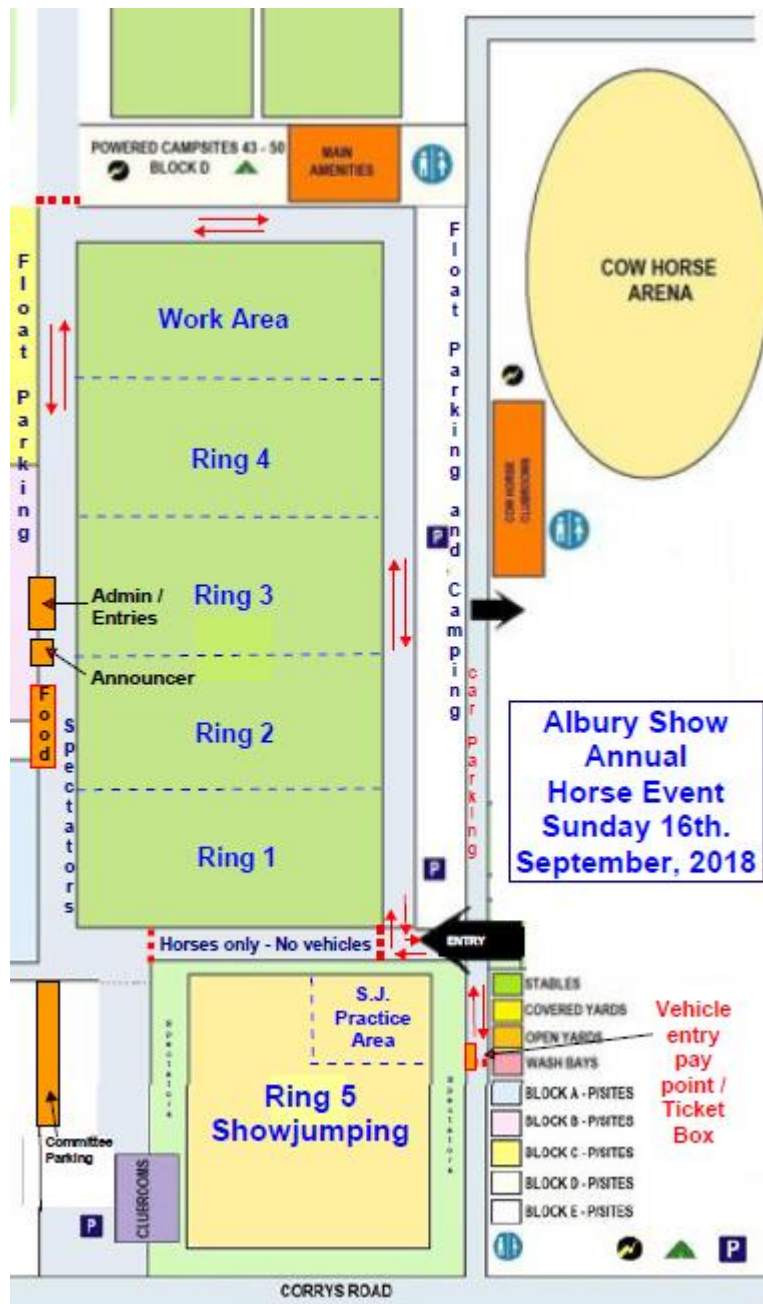 POWERED CAMPSITES 43 - 50
BLOCK D
MAIN
AMENITIES
Float Parking
Float Parking and Camping
COW HORSE
ARENA
Work Area
Ring 4
P
Admin /
Entries
Ring 3
Announcer
Food
Spectators
Ring 2
car Parking
Albury Show
Annual
Horse Event
Sunday 16th.
September, 2018
Ring 1
P
Horses only - No vehicles
ENTRY
S.J.
Practice
Area
Spectators
Spectators
Ring 5
Showjumping
Committee
Parking
CLUBROOMS
P
STABLES
COVERED YARDS
OPEN YARDS
WASH BAYS
BLOCK A - P/SITES
BLOCK B - P/SITES
BLOCK C - P/SITES
BLOCK D - P/SITES
BLOCK E - P/SITES
Vehicle
entry
pay
point /
Ticket
Box
P
CORRYS ROAD